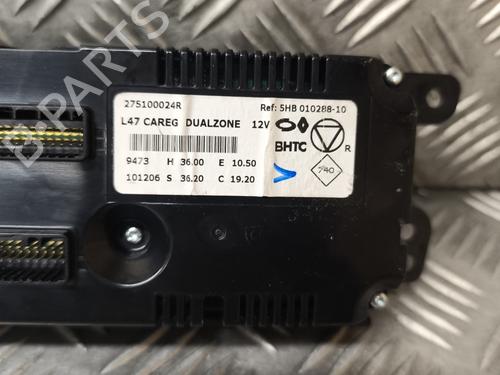 B-PARTS
275100024R Ref: 5HB 010288-10
L47 CAREG DUALZONE 12V
BHTC R
9473 H 36.00 E 10.50
740
101206 S 36.20 C 19.20